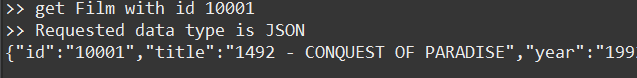 >> get Film with id 10001
>> Requested data type is JSON
{"id":"10001","title":"1492 - CONQUEST OF PARADISE","year":"199